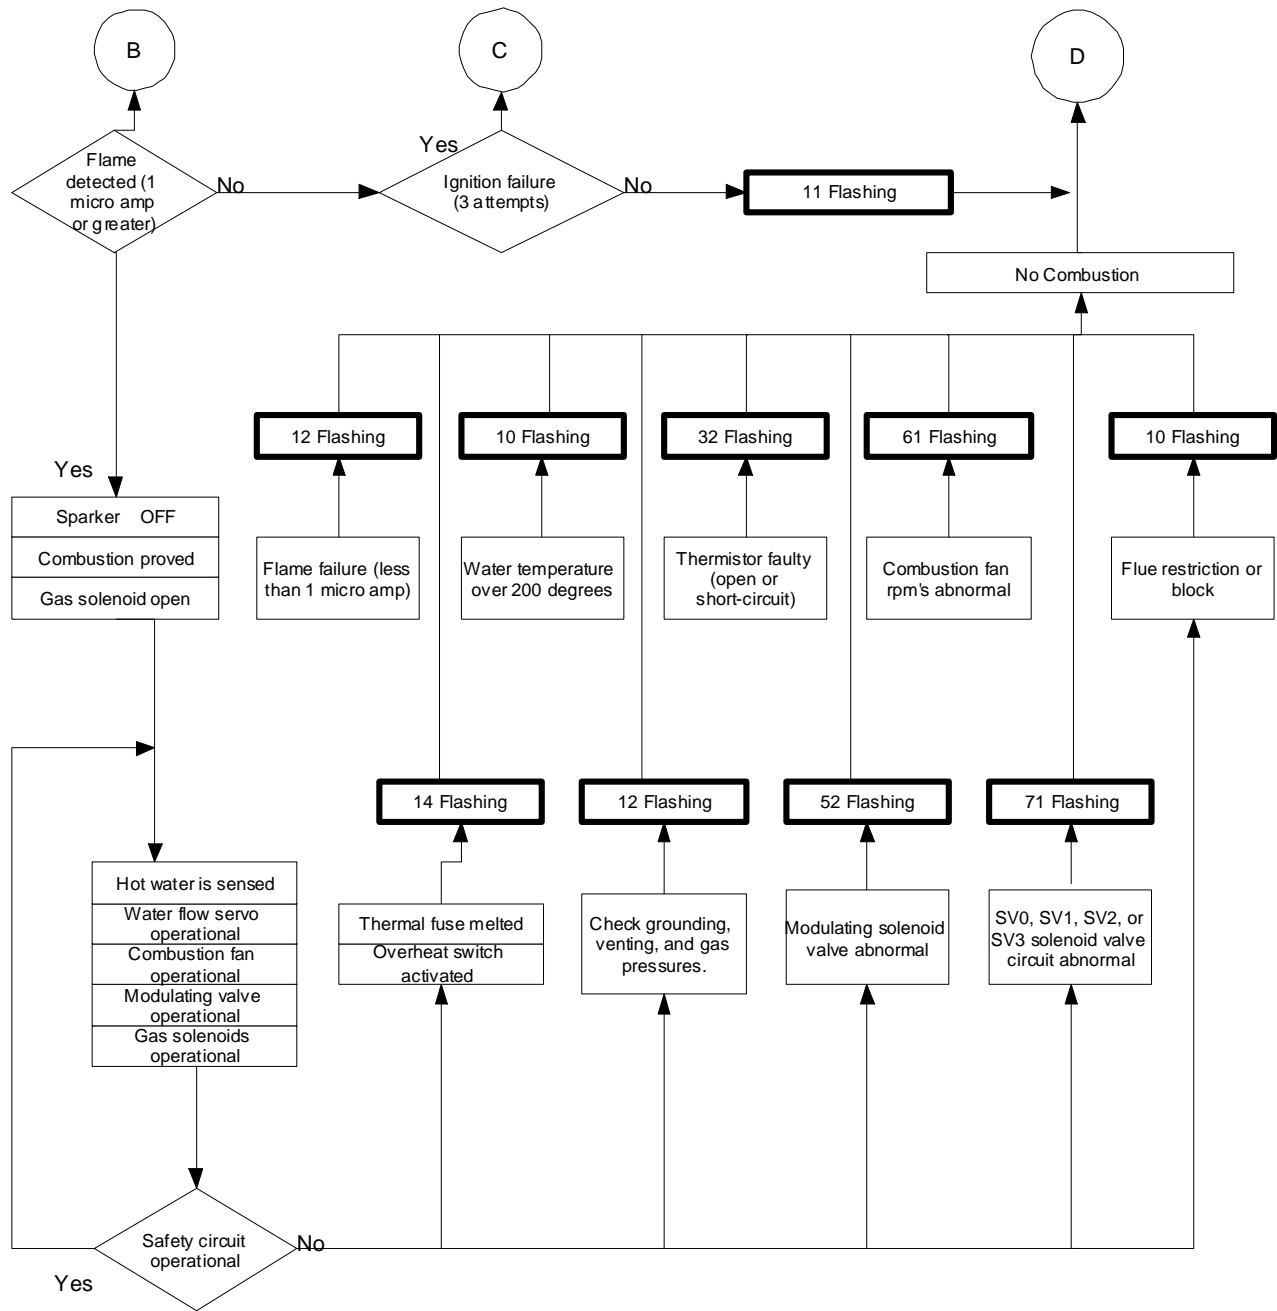 B
C
D
Flame
detected (1
micro amp
or greater)
No
Yes
Ignition failure
(3 attempts)
No
11 Flashing
No Combustion
12 Flashing
10 Flashing
32 Flashing
61 Flashing
10 Flashing
Yes
Sparker OFF
Combustion proved
Gas solenoid open
Flame failure (less
than 1 micro amp)
Water temperature
over 200 degrees
Thermistor faulty
(open or
short-circuit)
Combustion fan
rpm's abnormal
Flue restriction or
block
14 Flashing
12 Flashing
52 Flashing
71 Flashing
Hot water is sensed
Water flow servo
operational
Combustion fan
operational
Modulating valve
operational
Gas solenoids
operational
Thermal fuse melted
Overheat switch
activated
Check grounding,
venting, and gas
pressures.
Modulating solenoid
valve abnormal
SV0, SV1, SV2, or
SV3 solenoid valve
circuit abnormal
Safety circuit
operational
No
Yes